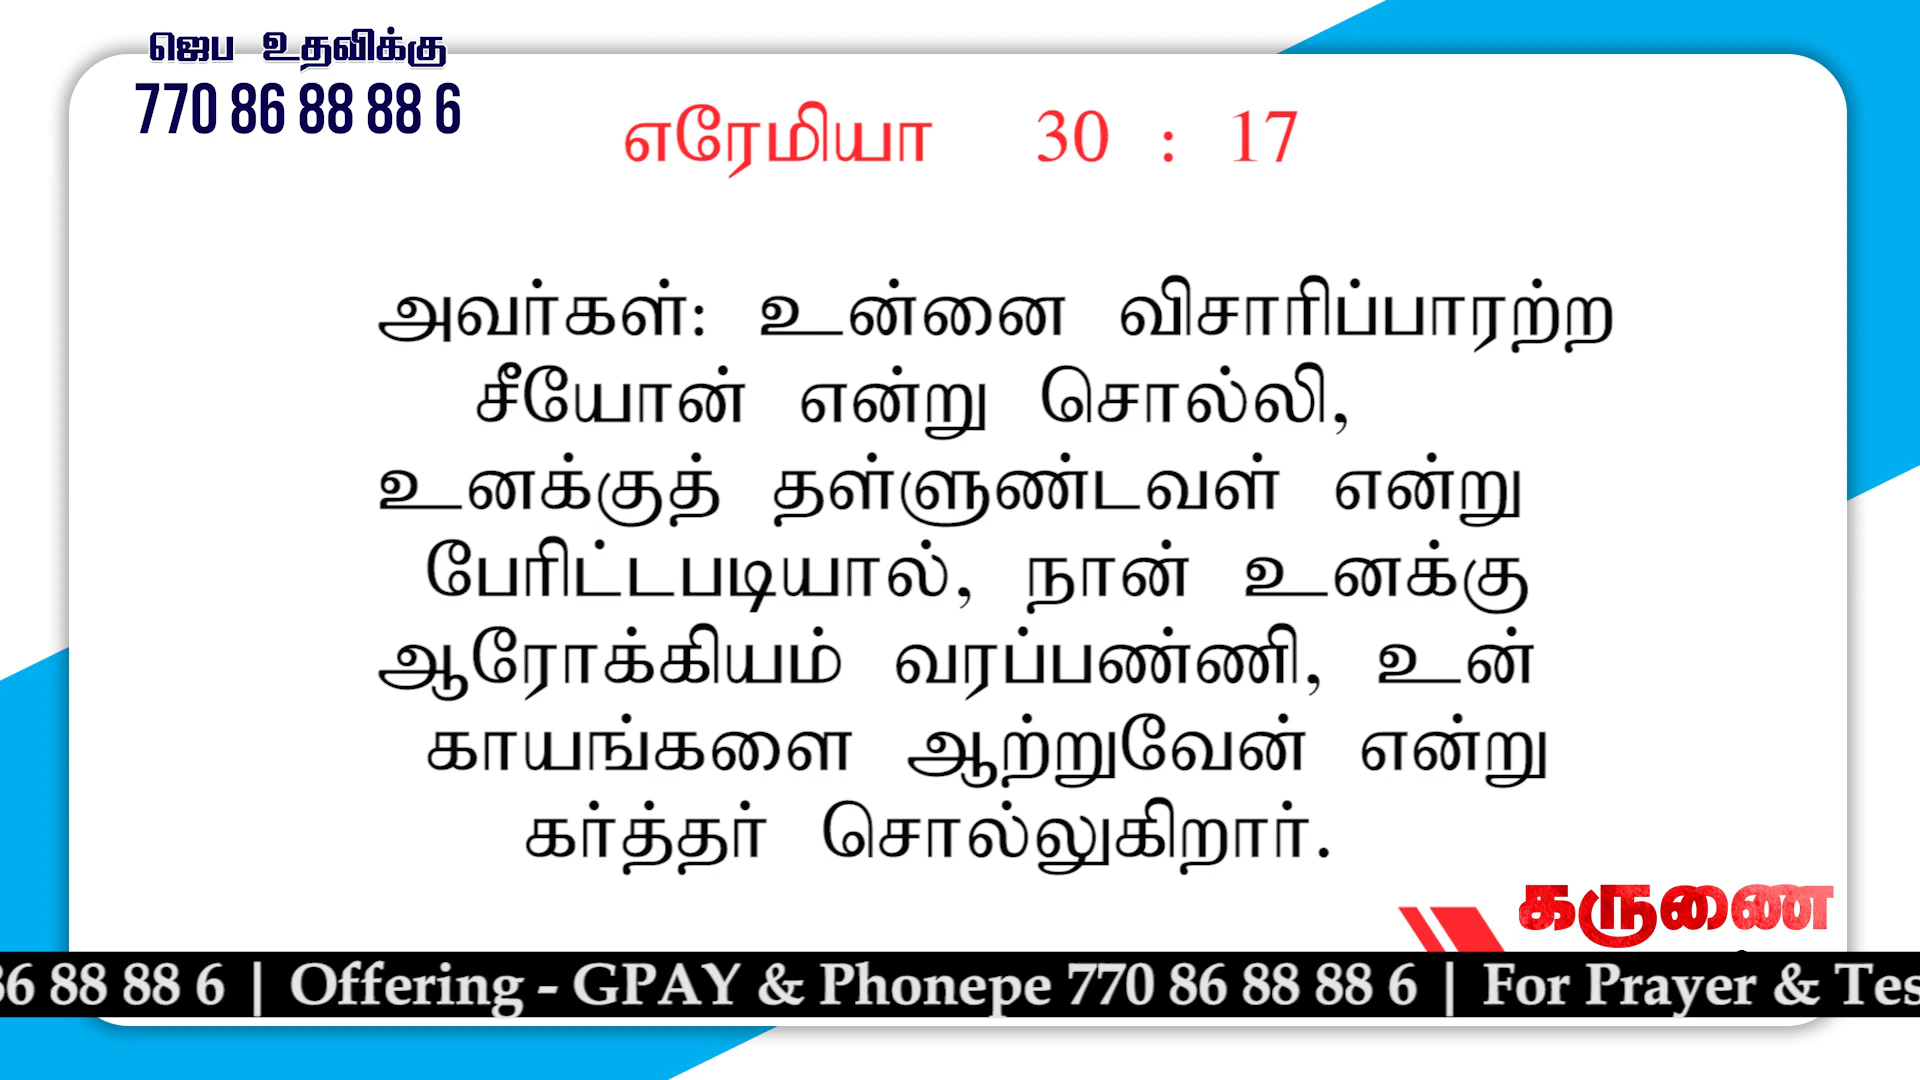 ஜெப உதவிக்கு
770 86 88 88 6
எரேமியா 30 : 17
அவர்கள்: உன்னை விசாரிப்பாரற்ற
சீயோன் என்று சொல்லி,
உனக்குத் தள்ளுண்டவள் என்று
பேரிட்டபடியால், நான் உனக்கு
ஆரோக்கியம் வரப்பண்ணி, உன்
காயங்களை ஆற்றுவேன் என்று
கர்த்தர் சொல்லுகிறார்.
கருணை
86 88 88 6 | Offering - GPAY & Phonepe 770 86 88 88 6 | For Prayer & Tes